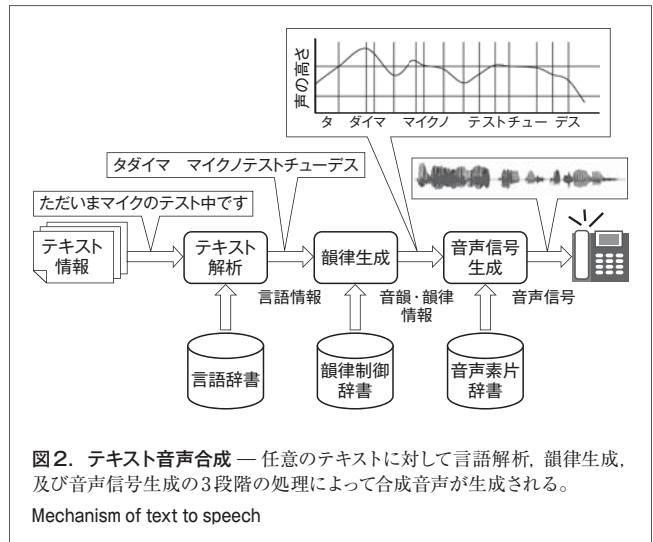 声の高さ
タ ダイマ マイクノ テストチュー デス
タダイマ マイクノテストチューデス
ただいまマイクのテスト中です
テキスト
情報
テキスト
解析
韻律生成
音声信号
生成
言語情報
音韻・韻律
情報
音声信号
言語辞書
韻律制御
辞書
音声素片
辞書
図2. テキスト音声合成 — 任意のテキストに対して言語解析, 韻律生成,
及び音声信号生成の3段階の処理によって合成音声が生成される。
Mechanism of text to speech